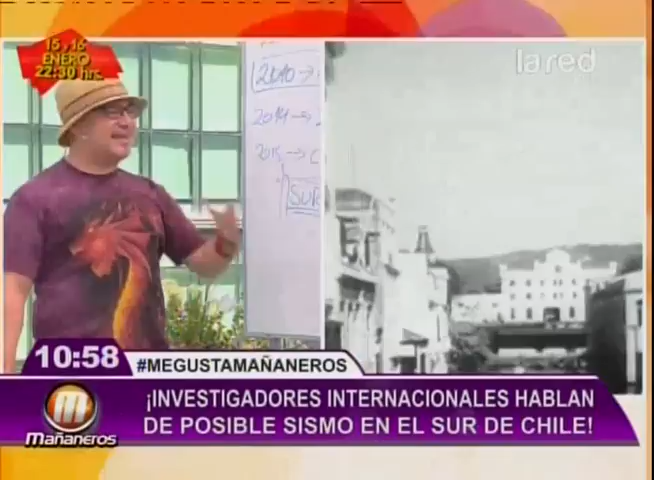 15 y 16
ENERO
22:30 hrs.
la red
2010 →
2014 →
2015 → C
SUR
10:58
#MEGUSTAMAÑANEROS
¡INVESTIGADORES INTERNACIONALES HABLAN
DE POSIBLE SISMO EN EL SUR DE CHILE!
m
Mañaneros